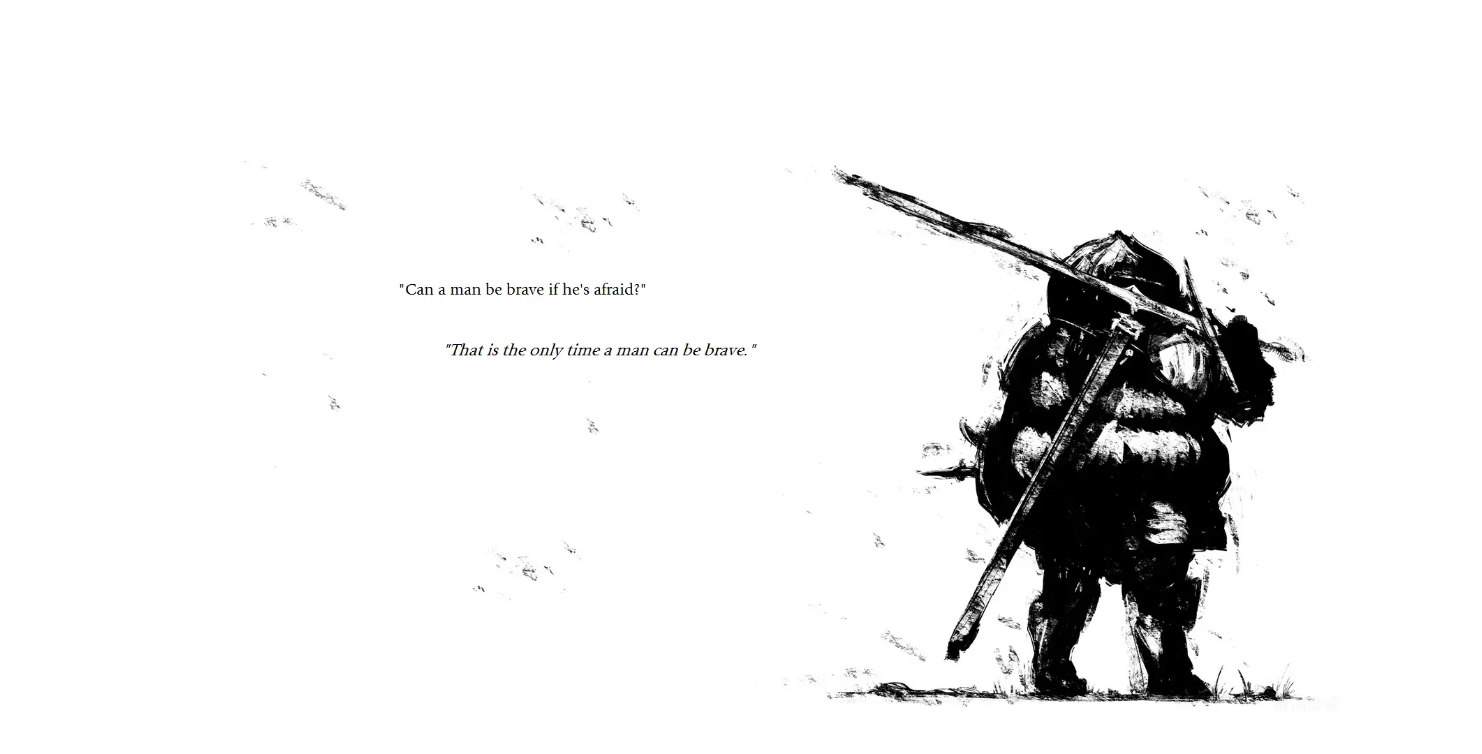 "Can a man be brave if he's afraid?"
"That is the only time a man can be brave."